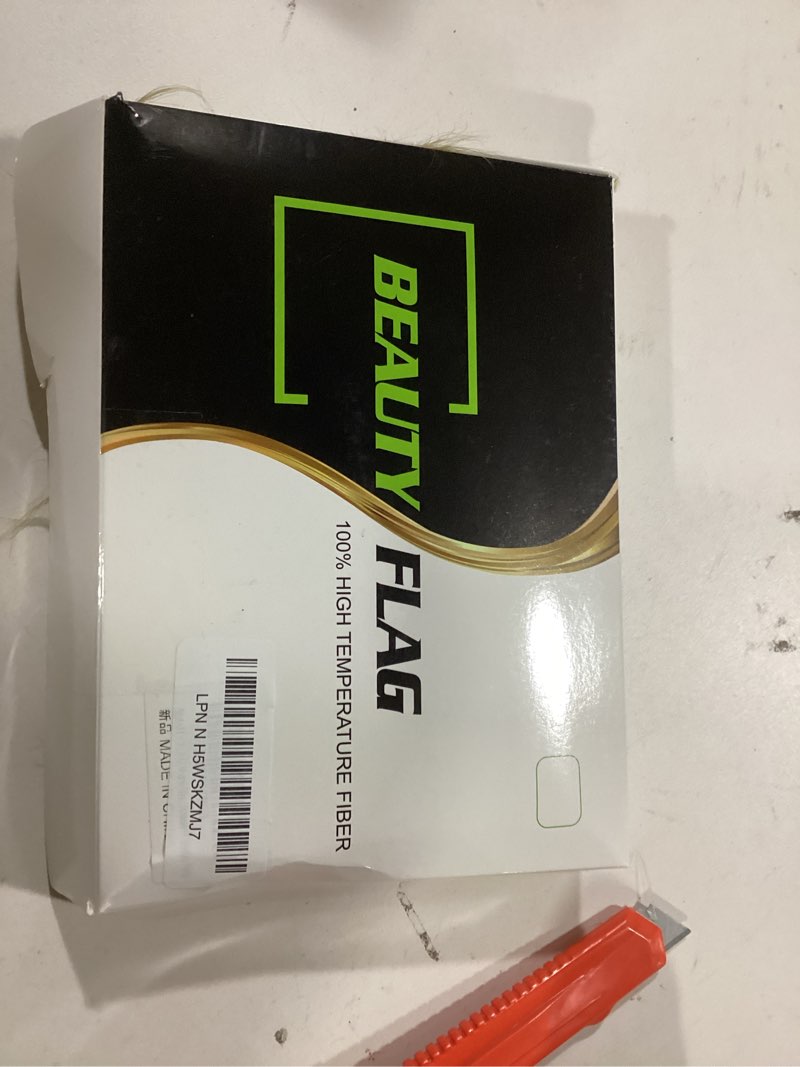 BEAUTY FLAG
100% HIGH TEMPERATURE FIBER
LPN N H5WSKZMJ7
新品 MADE IN